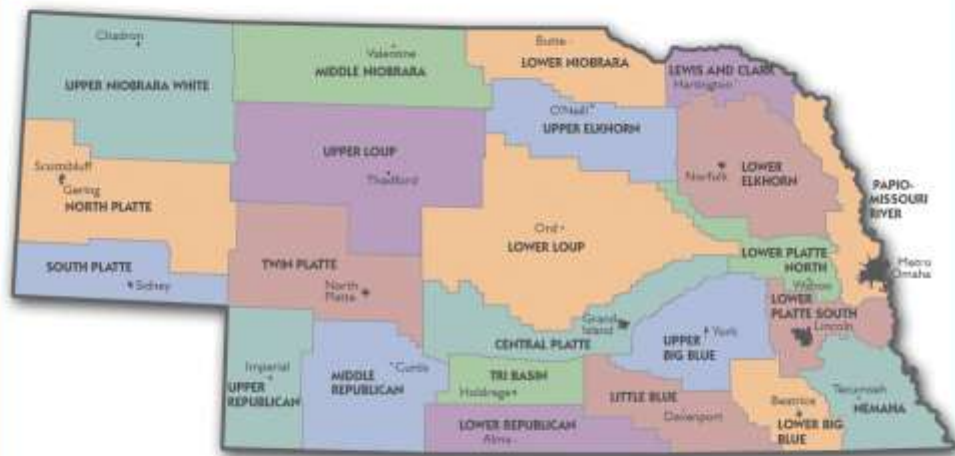 Chadron
UPPER NIOBRARA WHITE
Valentine
MIDDLE NIOBRARA
Butte
LOWER NIOBRARA
LEWIS AND CLARK
Hartington
O'Neill
UPPER ELKHORN
UPPER LOUP
Thedford
Norfolk
LOWER
ELKHORN
Scottsbluff
Gering
NORTH PLATTE
PAPIO-
MISSOURI
RIVER
Ord
LOWER LOUP
LOWER PLATTE
NORTH
Wahoo
Metro
Omaha
SOUTH PLATTE
Sidney
TWIN PLATTE
North
Platte
LOWER
PLATTE SOUTH
Lincoln
Grand
Island
CENTRAL PLATTE
UPPER
BIG BLUE
York
Imperial
UPPER
REPUBLICAN
MIDDLE
REPUBLICAN
Curtis
TRI BASIN
Holdrege
LITTLE BLUE
Davenport
Tecumseh
NEMAHA
Beatrice
LOWER BIG
BLUE
LOWER REPUBLICAN
Alma